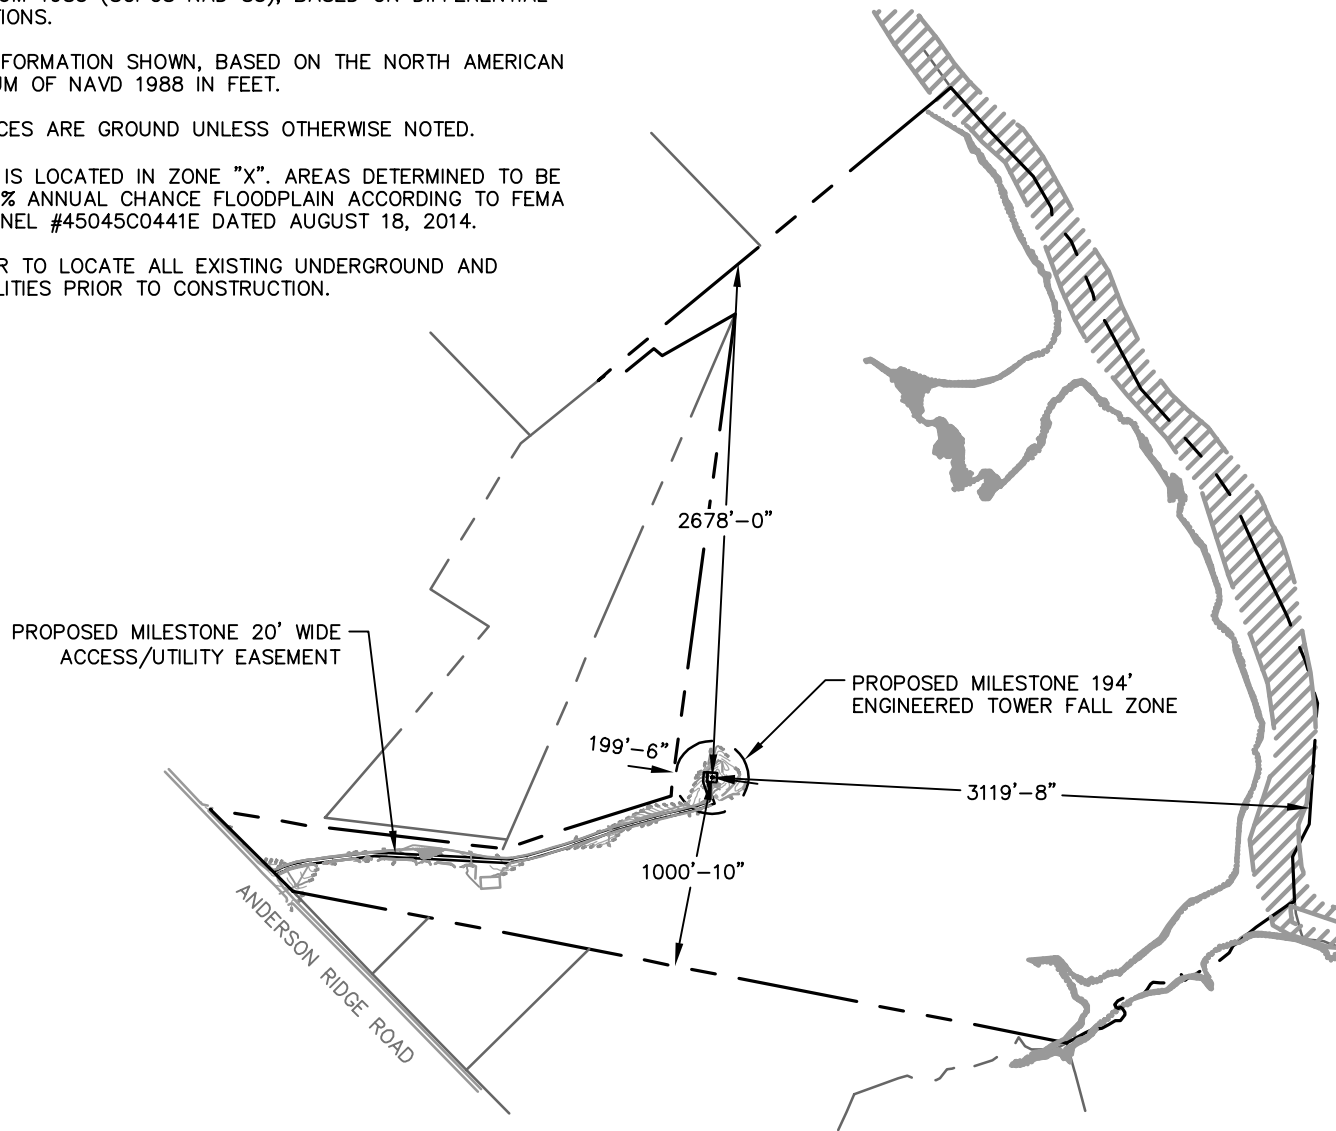 TIONS.
FORMATION SHOWN, BASED ON THE NORTH AMERICAN
UM OF NAVD 1988 IN FEET.
CES ARE GROUND UNLESS OTHERWISE NOTED.
IS LOCATED IN ZONE "X". AREAS DETERMINED TO BE
% ANNUAL CHANCE FLOODPLAIN ACCORDING TO FEMA
NEL #45045C0441E DATED AUGUST 18, 2014.
R TO LOCATE ALL EXISTING UNDERGROUND AND
LITIES PRIOR TO CONSTRUCTION.
2678'-0"
PROPOSED MILESTONE 20' WIDE
ACCESS/UTILITY EASEMENT
PROPOSED MILESTONE 194'
ENGINEERED TOWER FALL ZONE
199'-6"
3119'-8"
1000'-10"
ANDERSON RIDGE ROAD